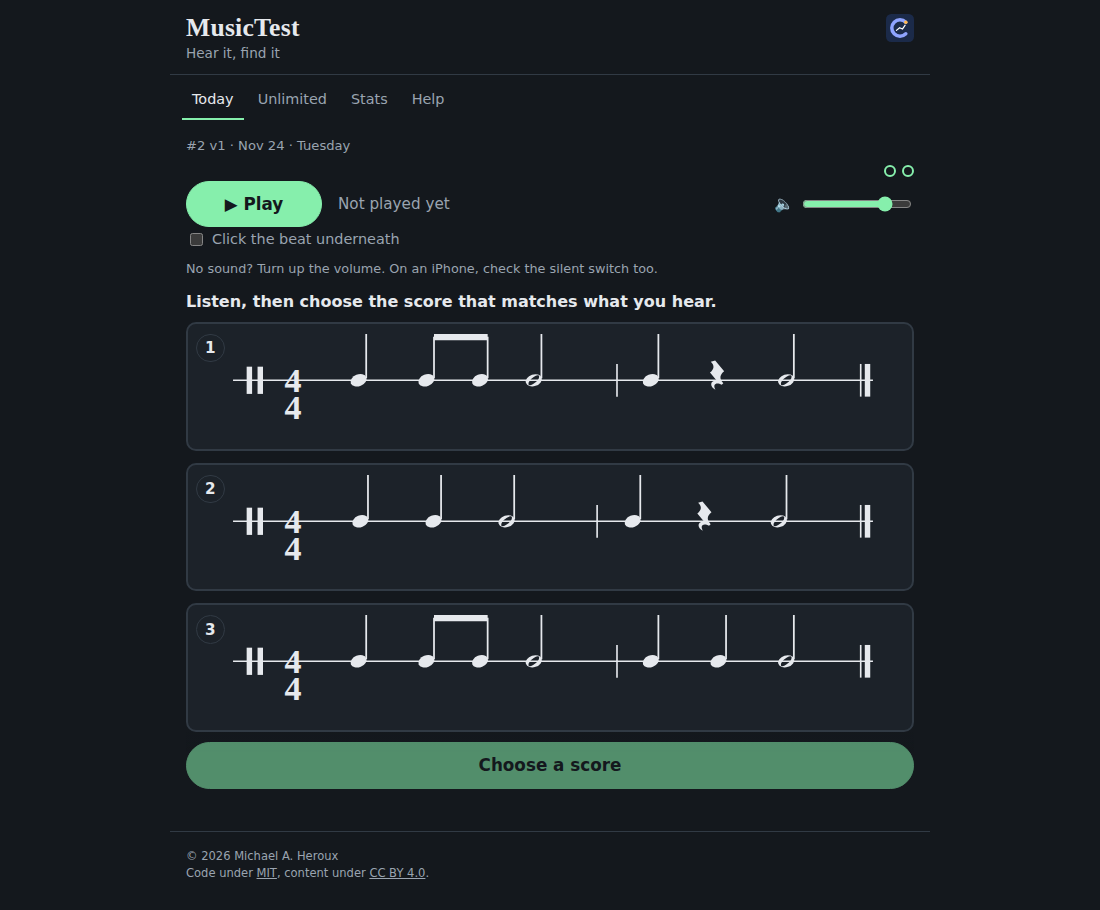 MusicTest
Hear it, find it
Today Unlimited Stats Help
#2 v1 · Nov 24 · Tuesday
▶ Play Not played yet
Click the beat underneath
No sound? Turn up the volume. On an iPhone, check the silent switch too.
Listen, then choose the score that matches what you hear.
1
4
4
2
4
4
3
4
4
Choose a score
© 2026 Michael A. Heroux
Code under MIT, content under CC BY 4.0.